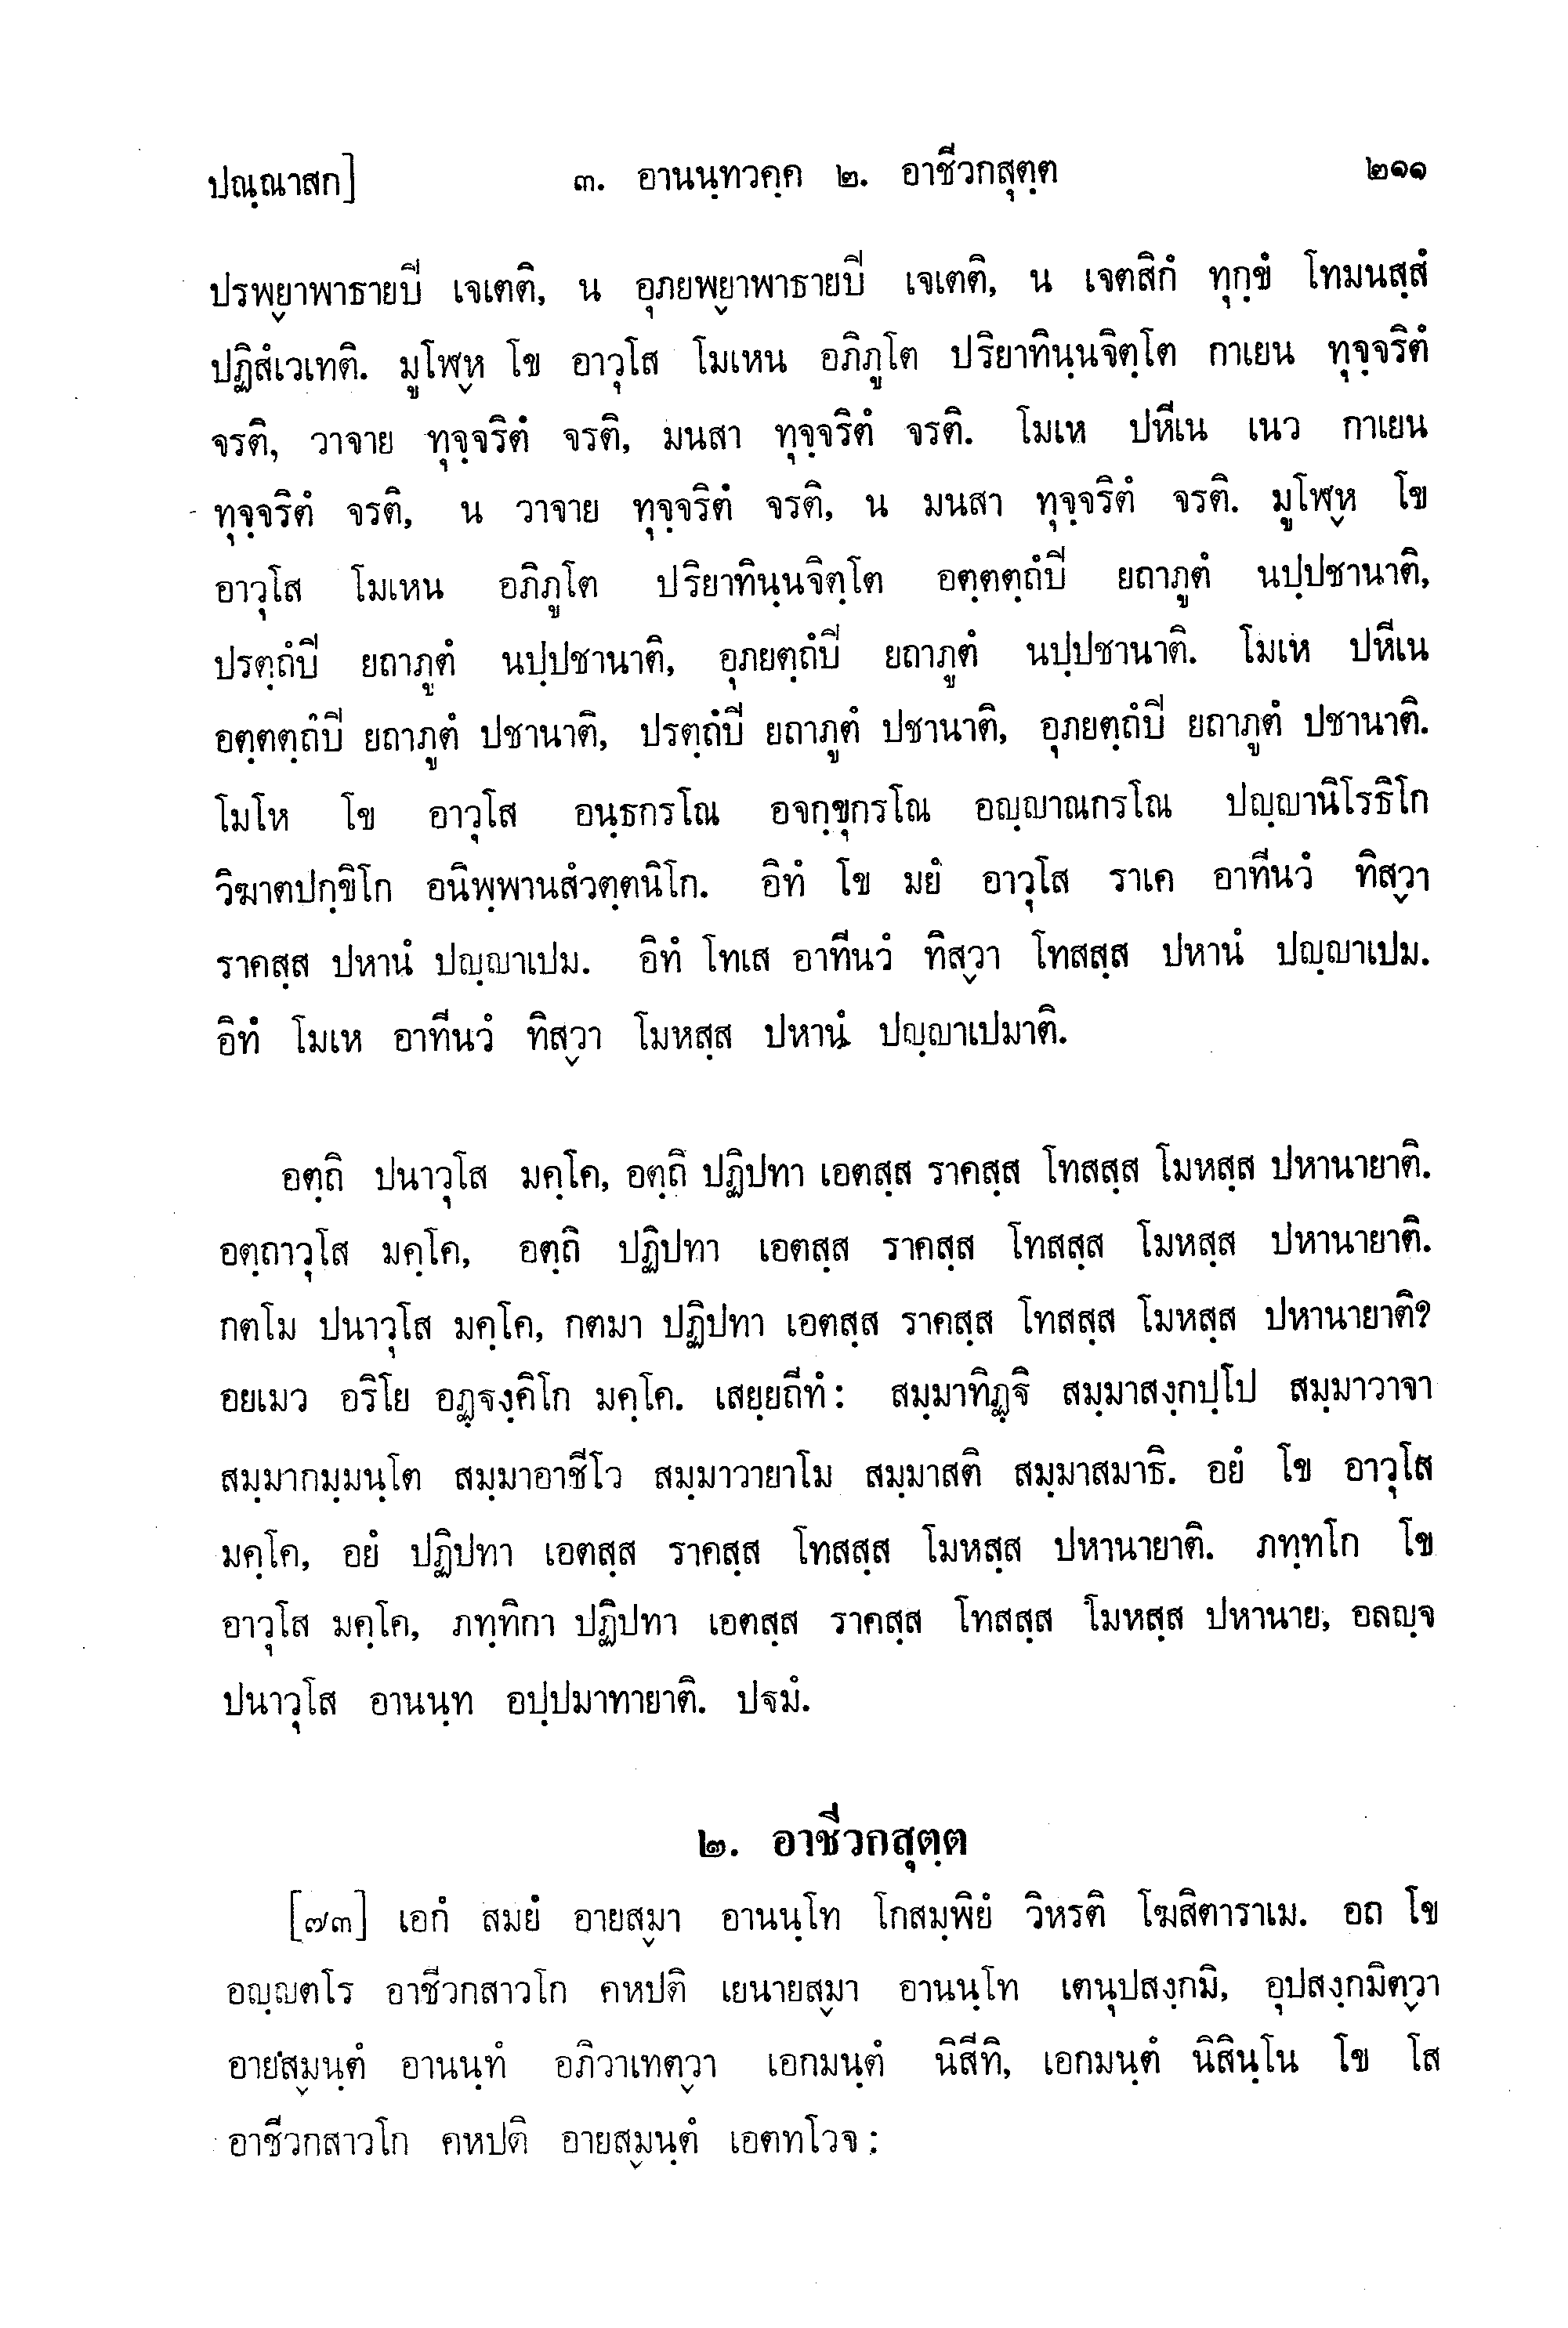 ปณฺณาสก] ๓. อานนฺทวคฺค ๒. อาชีวกสุตฺต ๒๑๑
ปรพฺยาพาธายปิ เจเตติ, น อุภยพฺยาพาธายปิ เจเตติ, น เจตสิกํ ทุกฺขํ โทมนสฺสํ
ปฏิสํเวเทติ. มูโฬฺห โข อาวุโส โมเหน อภิภูโต ปริยาทินฺนจิตฺโต กาเยน ทุจฺจริตํ
จรติ, วาจาย ทุจฺจริตํ จรติ, มนสา ทุจฺจริตํ จรติ. โมเห ปหีเน เนว กาเยน
ทุจฺจริตํ จรติ, น วาจาย ทุจฺจริตํ จรติ, น มนสา ทุจฺจริตํ จรติ. มูโฬฺห โข
อาวุโส โมเหน อภิภูโต ปริยาทินฺนจิตฺโต อตฺตตฺถํปิ ยถาภูตํ นปฺปชานาติ,
ปรตฺถํปิ ยถาภูตํ นปฺปชานาติ, อุภยตฺถํปิ ยถาภูตํ นปฺปชานาติ. โมเห ปหีเน
อตฺตตฺถํปิ ยถาภูตํ ปชานาติ, ปรตฺถํปิ ยถาภูตํ ปชานาติ, อุภยตฺถํปิ ยถาภูตํ ปชานาติ.
โมโห โข อาวุโส อนฺธกรโณ อจกฺขุกรโณ อญฺญาณกรโณ ปญฺญานิโรธิโก
วิฆาตปกฺขิโก อนิพฺพานสํวตฺตนิโก. อิทํ โข มยํ อาวุโส ราเค อาทีนวํ ทิสฺวา
ราคสฺส ปหานํ ปญฺญาเปม. อิทํ โทเส อาทีนวํ ทิสฺวา โทสสฺส ปหานํ ปญฺญาเปม.
อิทํ โมเห อาทีนวํ ทิสฺวา โมหสฺส ปหานํ ปญฺญาเปมาติ.
อตฺถิ ปนาวุโส มคฺโค, อตฺถิ ปฏิปทา เอตสฺส ราคสฺส โทสสฺส โมหสฺส ปหานายาติ.
อตฺถาวุโส มคฺโค, อตฺถิ ปฏิปทา เอตสฺส ราคสฺส โทสสฺส โมหสฺส ปหานายาติ.
กตโม ปนาวุโส มคฺโค, กตมา ปฏิปทา เอตสฺส ราคสฺส โทสสฺส โมหสฺส ปหานายาติ?
อยเมว อริโย อฏฺฐงฺคิโก มคฺโค. เสยฺยถีทํ: สมฺมาทิฏฺฐิ สมฺมาสงฺกปฺโป สมฺมาวาจา
สมฺมากมฺมนฺโต สมฺมาอาชีโว สมฺมาวายาโม สมฺมาสติ สมฺมาสมาธิ. อยํ โข อาวุโส
มคฺโค, อยํ ปฏิปทา เอตสฺส ราคสฺส โทสสฺส โมหสฺส ปหานายาติ. ภทฺทโก โข
อาวุโส มคฺโค, ภทฺทิกา ปฏิปทา เอตสฺส ราคสฺส โทสสฺส โมหสฺส ปหานาย, อลญฺจ
ปนาวุโส อานนฺท อปฺปมาทายาติ. ปฐมํ.
๒. อาชีวกสุตฺต
[๗๓] เอกํ สมยํ อายสฺมา อานนฺโท โกสมฺพิยํ วิหรติ โฆสิตาราเม. อถ โข
อญฺญตโร อาชีวกสาวโก คหปติ เยนายสฺมา อานนฺโท เตนุปสงฺกมิ, อุปสงฺกมิตฺวา
อายสฺมนฺตํ อานนฺทํ อภิวาเทตฺวา เอกมนฺตํ นิสีทิ, เอกมนฺตํ นิสินฺโน โข โส
อาชีวกสาวโก คหปติ อายสฺมนฺตํ เอตทโวจ: